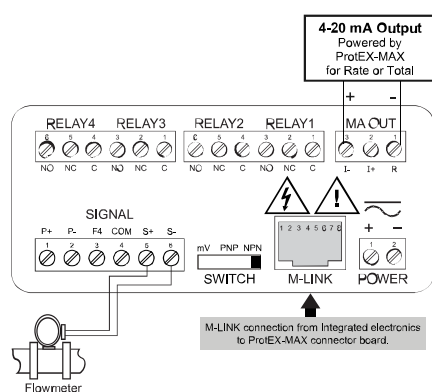 4-20 mA Output
Powered by
ProtEX-MAX
for Rate or Total
+ -
RELAY4 RELAY3 RELAY2 RELAY1 MA OUT
6 5 4 3 2 1 6 5 4 3 2 1 3 2 1
NO NC C NO NC C NO NC C NO NC C I- I+ R
SIGNAL
P+ P- F4 COM S+ S-
1 2 3 4 5 6
mV PNP NPN
SWITCH
1 2 3 4 5 6 7 8
M-LINK
+ -
1 2
POWER
M-LINK connection from Integrated electronics
to ProtEX-MAX connector board.
Flowmeter